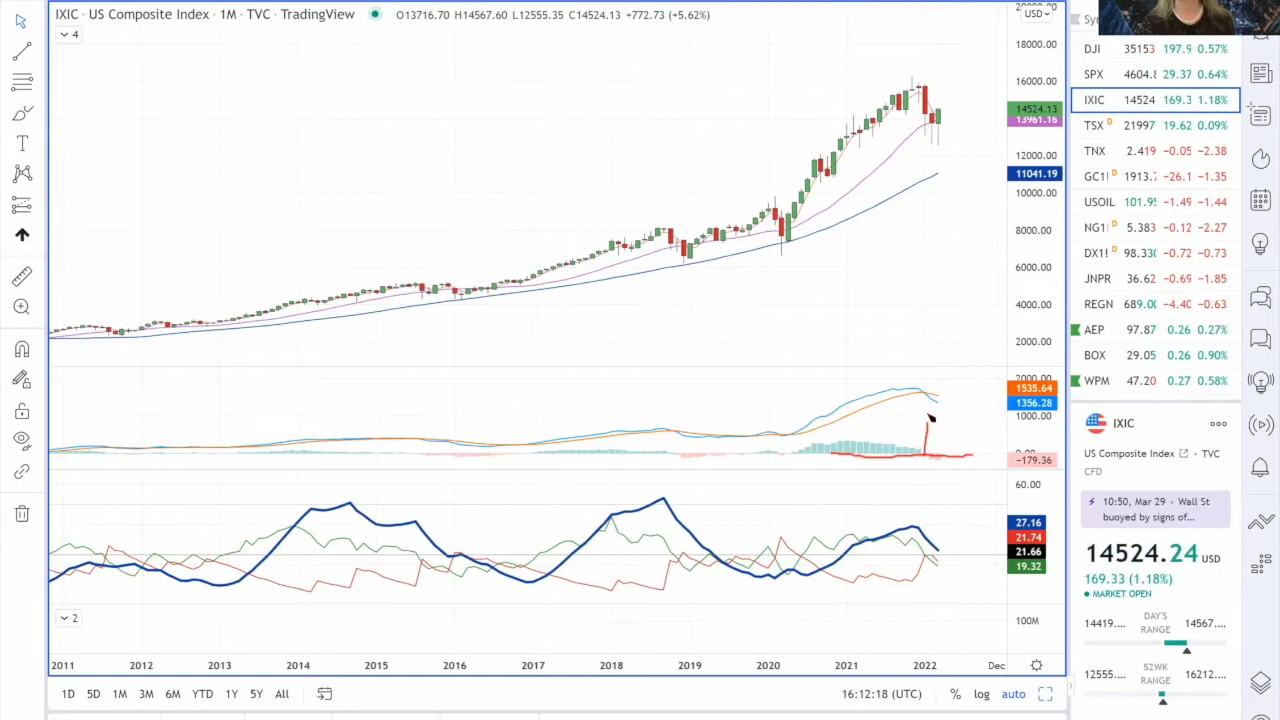 IXIC · US Composite Index · 1M · TVC · TradingView O13716.70 H14567.60 L12555.35 C14524.13 +772.73 (+5.62%)
4
USD
18000.00
16000.00
14524.13
13961.16
12000.00
11041.19
10000.00
8000.00
6000.00
4000.00
2000.00
2000.00
1535.64
1356.28
1000.00
−179.36
60.00
27.16
21.74
21.66
19.32
2
100M
2011 2012 2013 2014 2015 2016 2017 2018 2019 2020 2021 2022 Dec
1D 5D 1M 3M 6M YTD 1Y 5Y All
16:12:18 (UTC) % log auto
DJI 35153 197.9 0.57%
SPX 4604.8 29.37 0.64%
IXIC 14524 169.3 1.18%
TSX D 21997 19.62 0.09%
TNX 2.419 −0.05 −2.38
GC1! D 1913.7 −26.1 −1.35
USOIL 101.95 −1.49 −1.44
NG1! D 5.383 −0.12 −2.27
DX1! D 98.330 −0.72 −0.73
JNPR 36.62 −0.69 −1.85
REGN 689.00 −4.40 −0.63
AEP 97.87 0.26 0.27%
BOX 29.05 0.26 0.90%
WPM 47.20 0.27 0.58%
IXIC
US Composite Index · TVC
CFD
10:50, Mar 29 · Wall St
buoyed by signs of...
14524.24 USD
169.33 (1.18%)
MARKET OPEN
14419.... DAY'S RANGE 14567....
12555.... 52WK RANGE 16212....